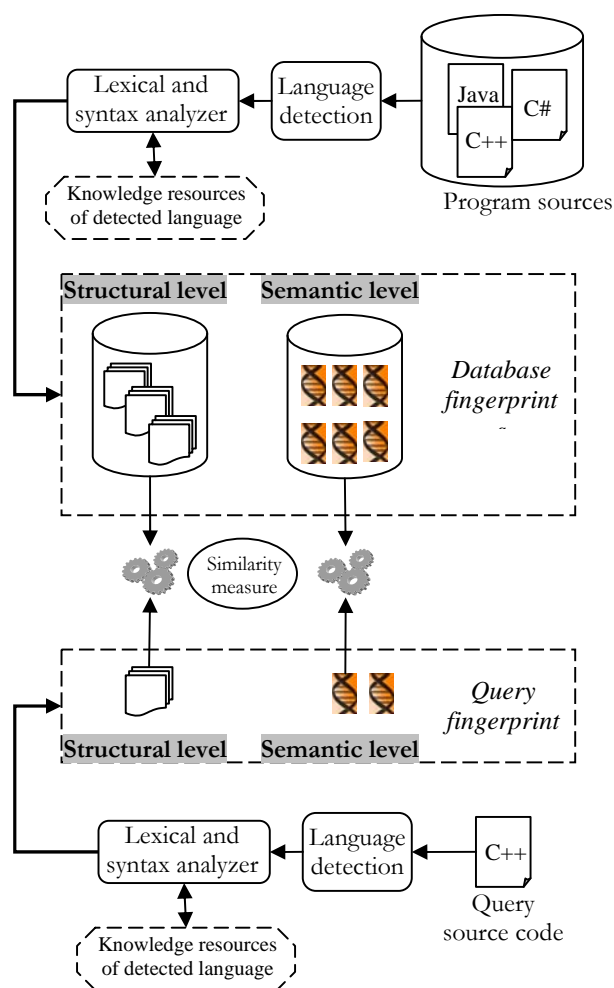 Lexical and
syntax analyzer
Language
detection
Java
C#
C++
Program sources
Knowledge resources
of detected language
Structural level
Semantic level
Database
fingerprint
Similarity
measure
Query
fingerprint
Structural level
Semantic level
Lexical and
syntax analyzer
Language
detection
C++
Query
source code
Knowledge resources
of detected language